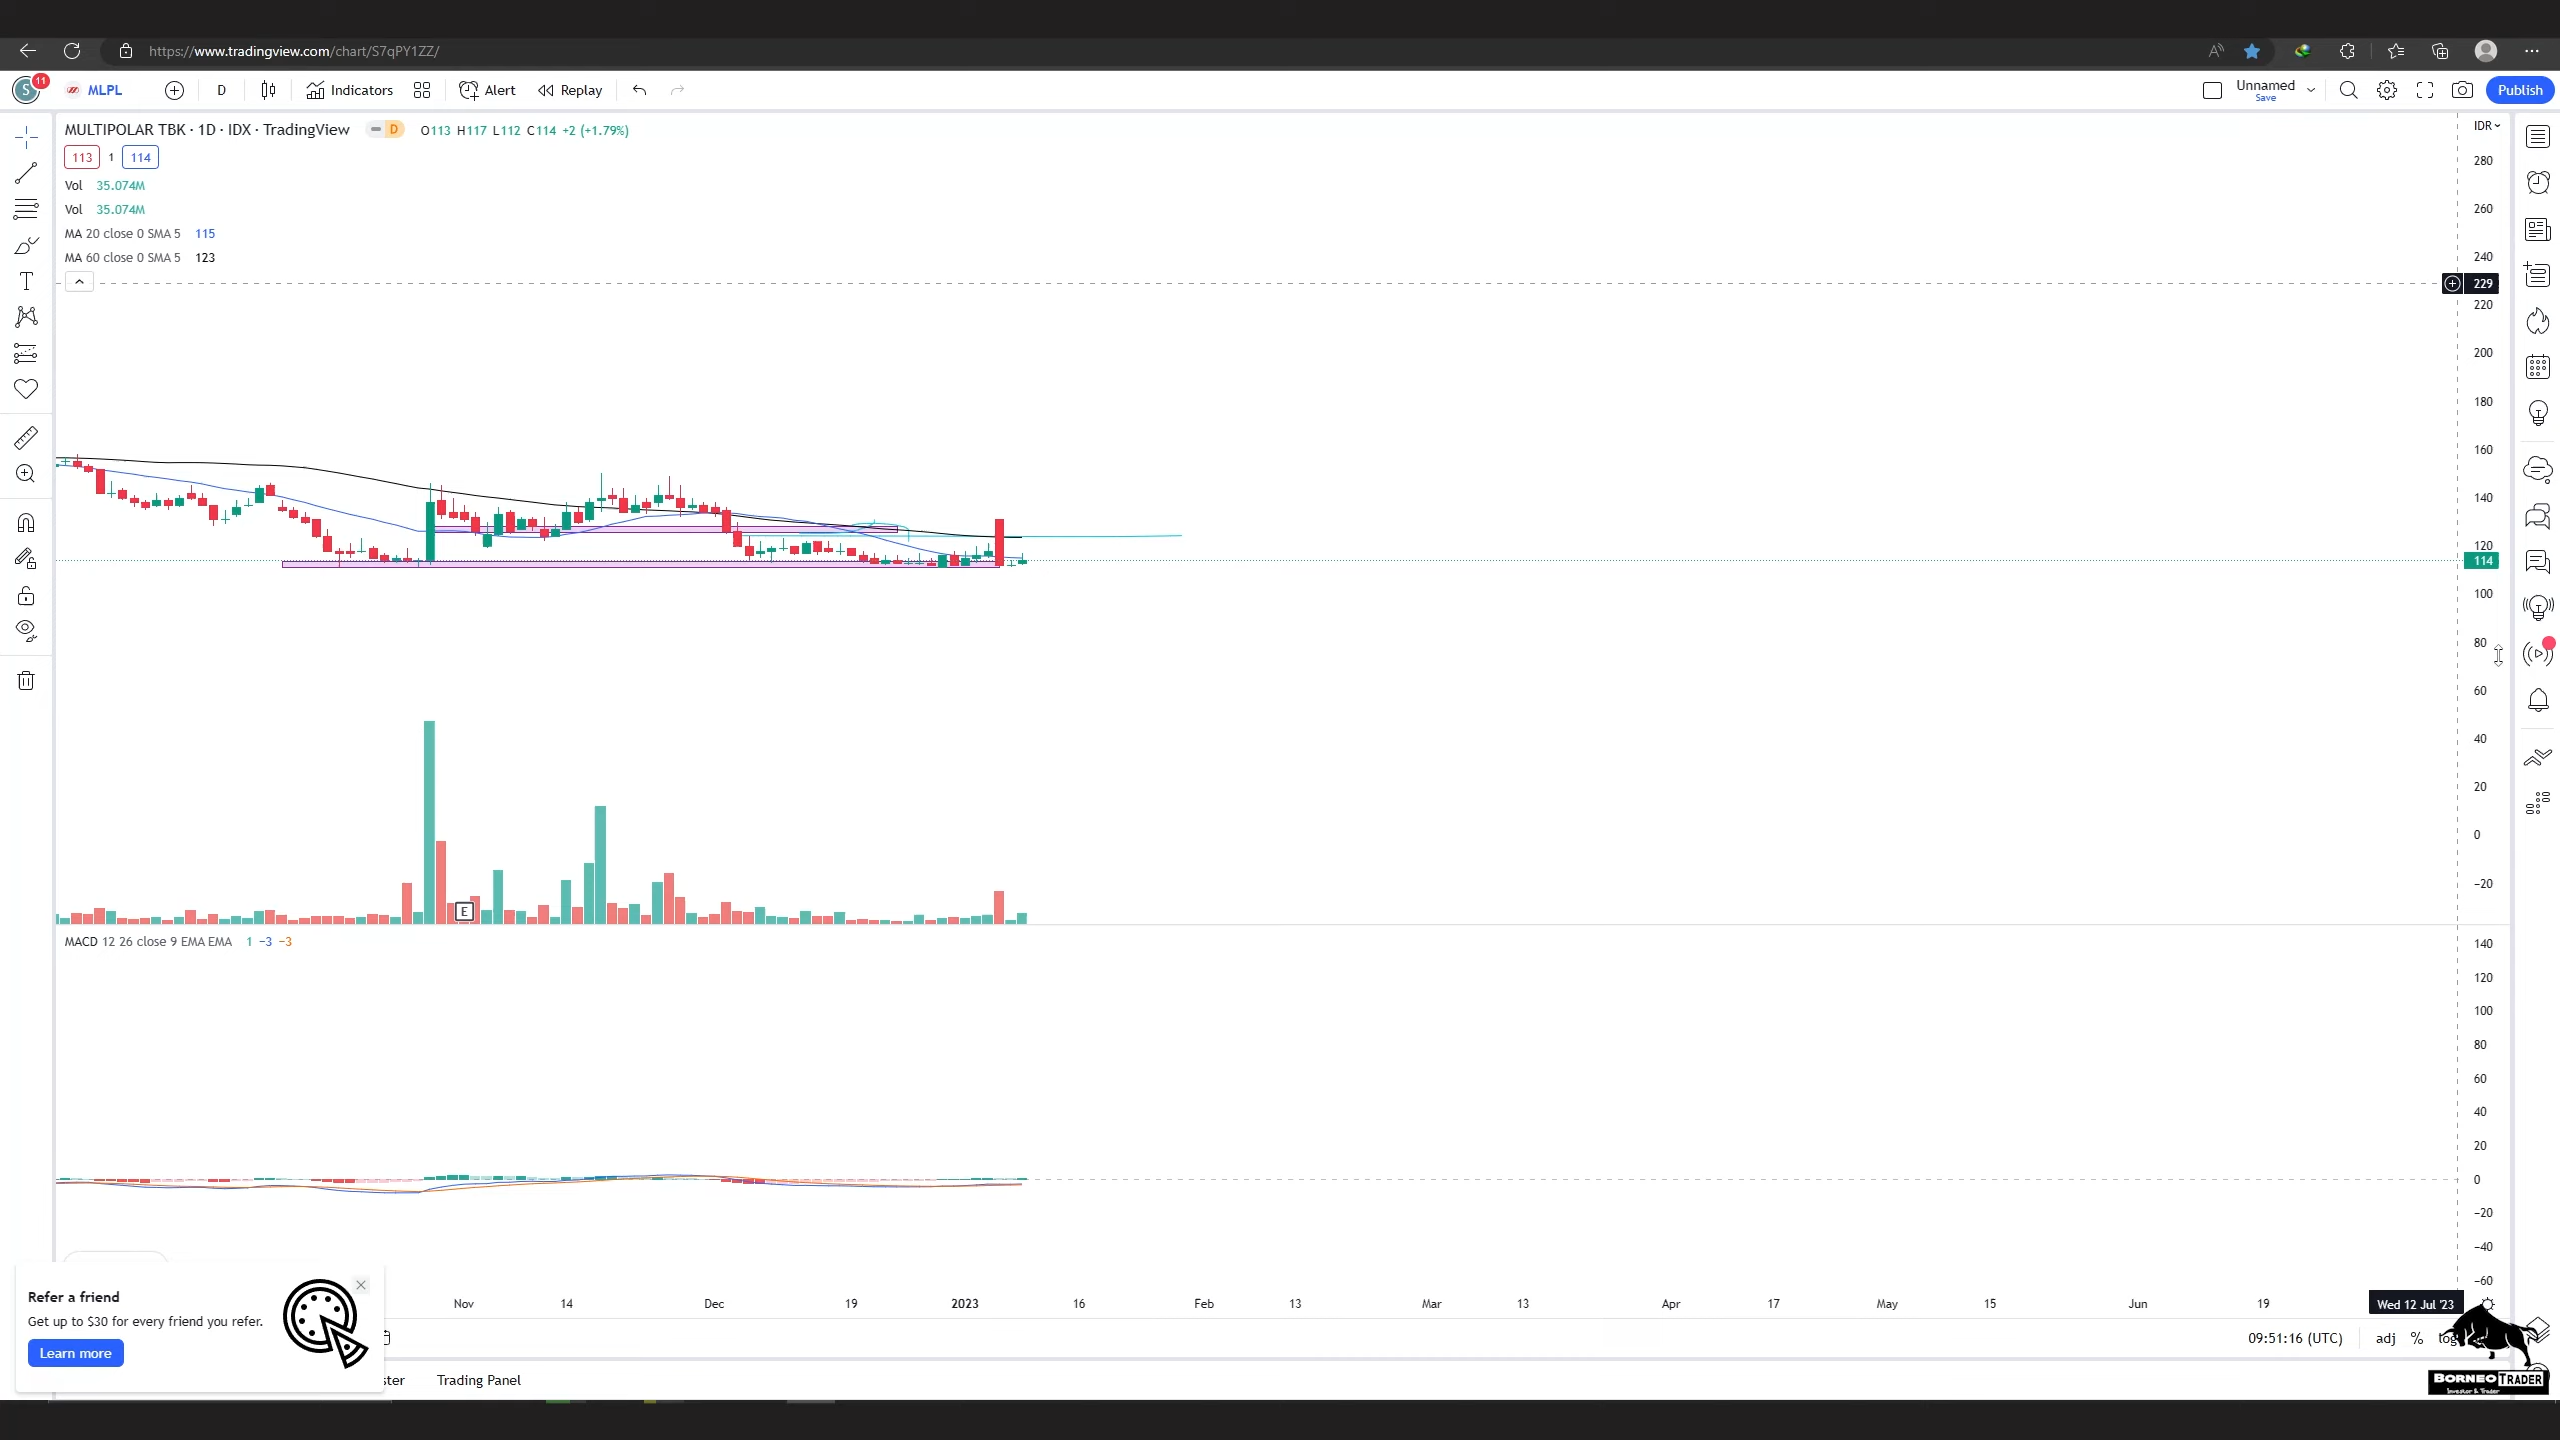 https://www.tradingview.com/chart/S7qPY1ZZ/
S 11 MLPL D Indicators Alert Replay Unnamed Save Publish
MULTIPOLAR TBK · 1D · IDX · TradingView D O113 H117 L112 C114 +2 (+1.79%)
IDR
113 1 114
Vol 35.074M
Vol 35.074M
MA 20 close 0 SMA 5 115
MA 60 close 0 SMA 5 123
280
260
240
229
220
200
180
160
140
120
114
100
80
60
40
20
0
−20
E
MACD 12 26 close 9 EMA EMA 1 −3 −3
140
120
100
80
60
40
20
0
−20
−40
−60
Nov 14 Dec 19 2023 16 Feb 13 Mar 13 Apr 17 May 15 Jun 19 Wed 12 Jul '23
Refer a friend
Get up to $30 for every friend you refer.
Learn more
09:51:16 (UTC) adj % log
ster Trading Panel
BORNEO TRADER
Investor & Trader